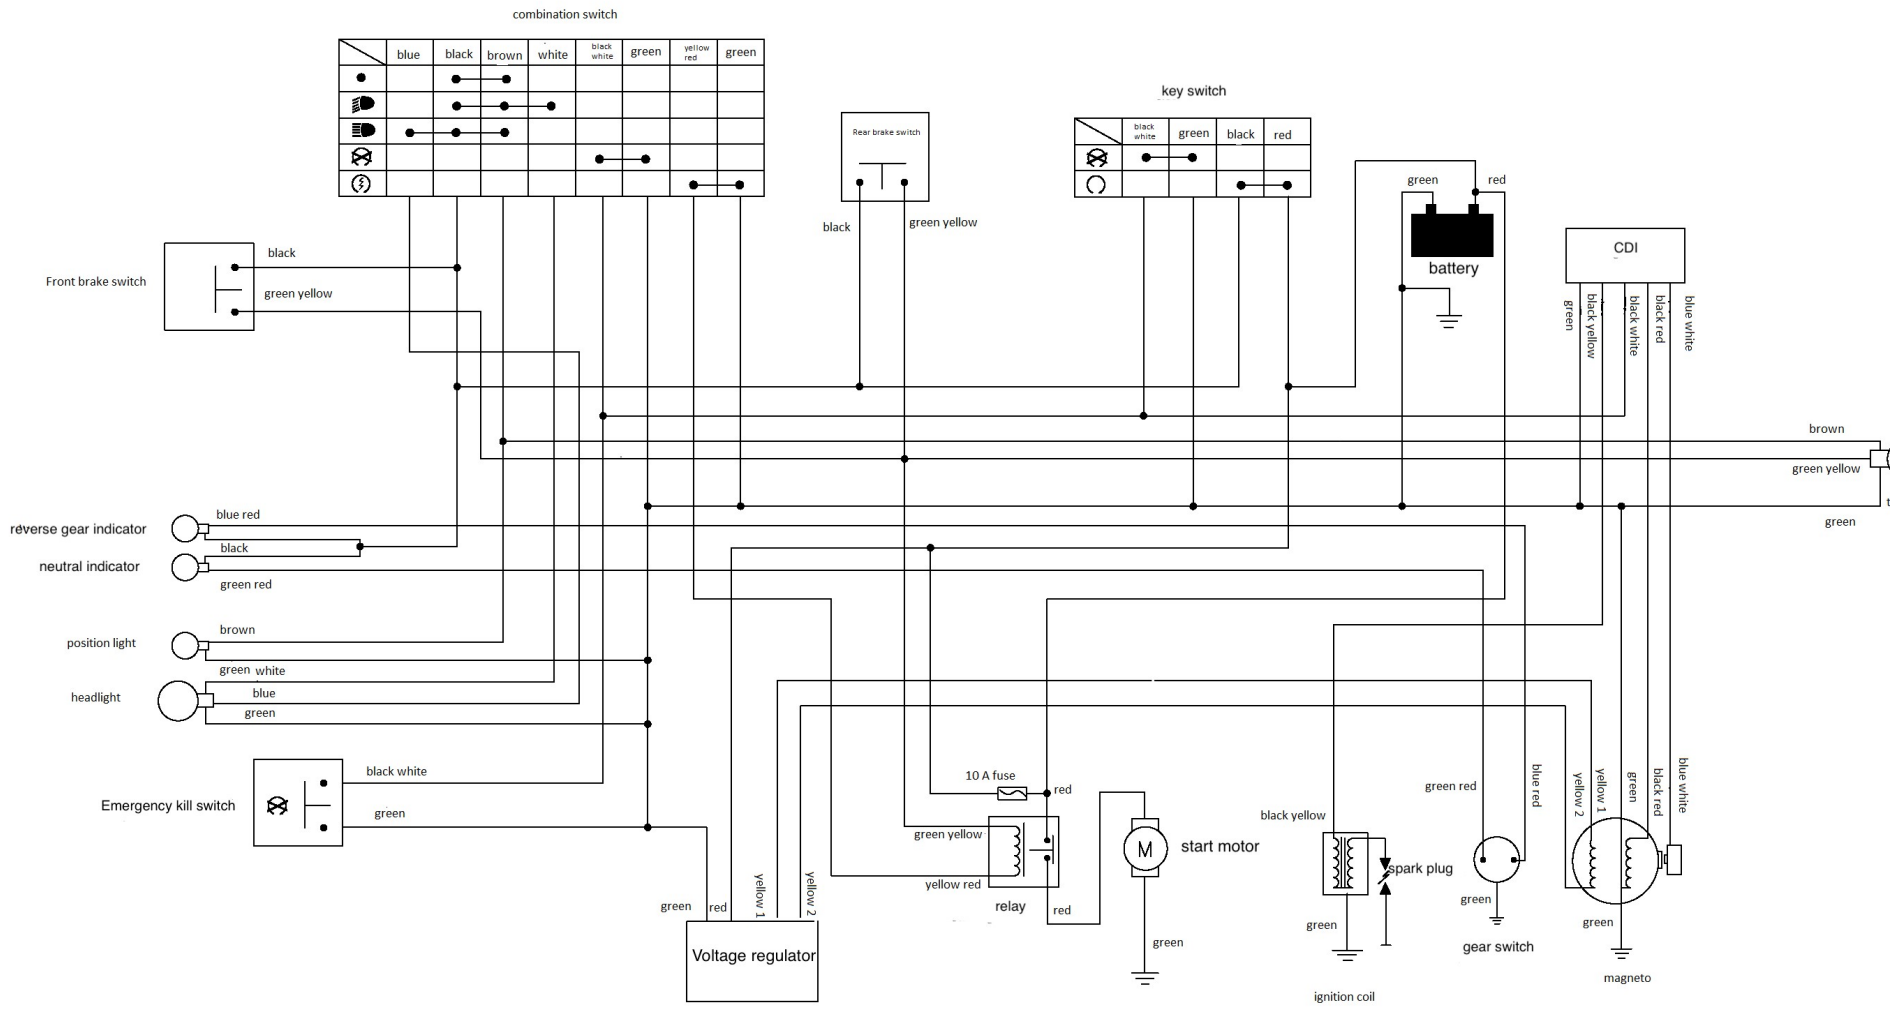 combination switch
blue black brown white black white green yellow red green
key switch
black white green black red
Rear brake switch
black
green yellow
green
red
battery
CDI
green
black yellow
black white
black red
blue white
Front brake switch
black
green yellow
brown
green yellow
green
t
reverse gear indicator
blue red
black
neutral indicator
green red
position light
brown
green white
headlight
blue
green
Emergency kill switch
black white
green
10 A fuse
red
green yellow
yellow red
relay
red
M
start motor
green
black yellow
spark plug
green
ignition coil
green red
blue red
green
gear switch
yellow 2
yellow 1
green
black red
blue white
green
magneto
green
red
yellow 1
yellow 2
Voltage regulator